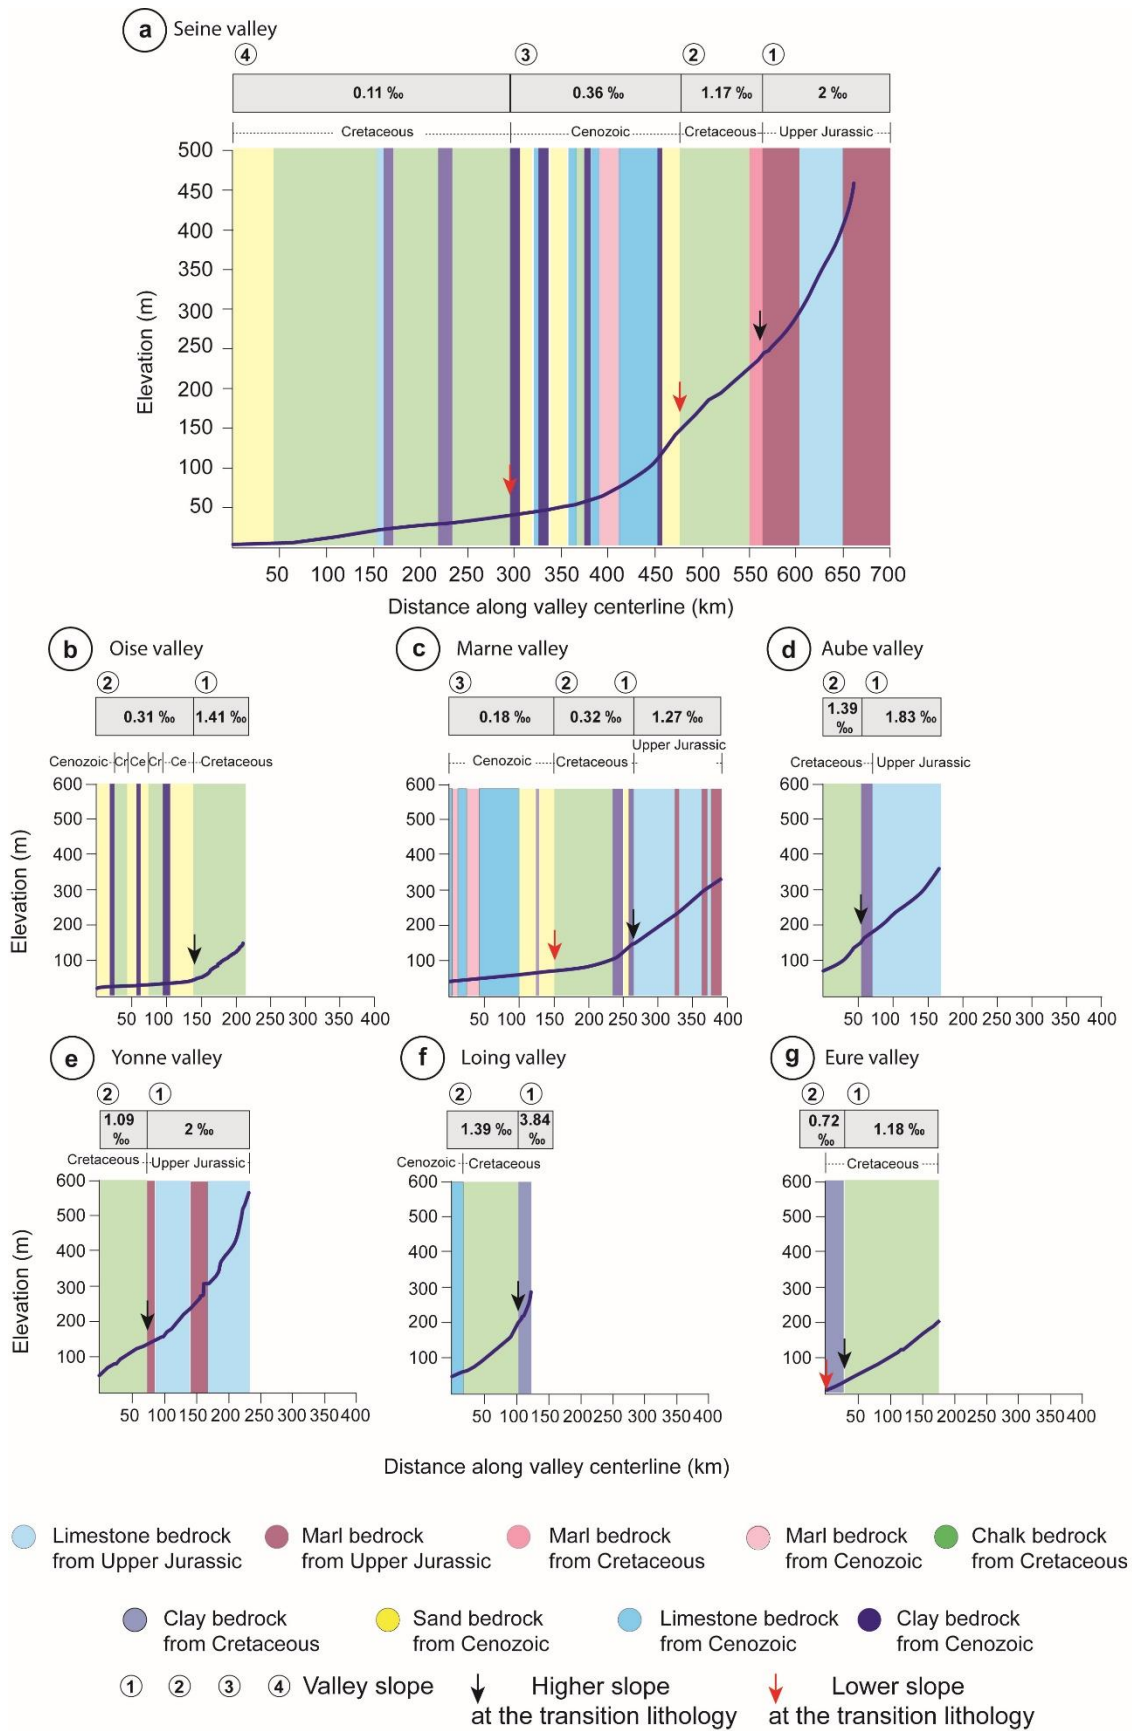 a Seine valley
4 3 2 1
0.11 ‰ 0.36 ‰ 1.17 ‰ 2 ‰
Cretaceous Cenozoic Cretaceous Upper Jurassic
Elevation (m)
500
450
400
350
300
250
200
150
100
50
50 100 150 200 250 300 350 400 450 500 550 600 650 700
Distance along valley centerline (km)
b Oise valley
2 1
0.31 ‰ 1.41 ‰
Cenozoic Cr Ce Cr Ce Cretaceous
Elevation (m)
600
500
400
300
200
100
50 100 150 200 250 300 350 400
c Marne valley
3 2 1
0.18 ‰ 0.32 ‰ 1.27 ‰
Upper Jurassic
Cenozoic Cretaceous
600
500
400
300
200
100
50 100 150 200 250 300 350 400
d Aube valley
2 1
1.39 ‰ 1.83 ‰
Cretaceous Upper Jurassic
600
500
400
300
200
100
50 100 150 200 250 300 350 400
e Yonne valley
2 1
1.09 ‰ 2 ‰
Cretaceous Upper Jurassic
Elevation (m)
600
500
400
300
200
100
50 100 150 200 250 300 350 400
f Loing valley
2 1
1.39 ‰ 3.84 ‰
Cenozoic Cretaceous
600
500
400
300
200
100
50 100 150 200 250 300 350 400
g Eure valley
2 1
0.72 ‰ 1.18 ‰
Cretaceous
600
500
400
300
200
100
50 100 150 200 250 300 350 400
Distance along valley centerline (km)
Limestone bedrock
from Upper Jurassic
Marl bedrock
from Upper Jurassic
Marl bedrock
from Cretaceous
Marl bedrock
from Cenozoic
Chalk bedrock
from Cretaceous
Clay bedrock
from Cretaceous
Sand bedrock
from Cenozoic
Limestone bedrock
from Cenozoic
Clay bedrock
from Cenozoic
1 2 3 4 Valley slope
Higher slope
at the transition lithology
Lower slope
at the transition lithology